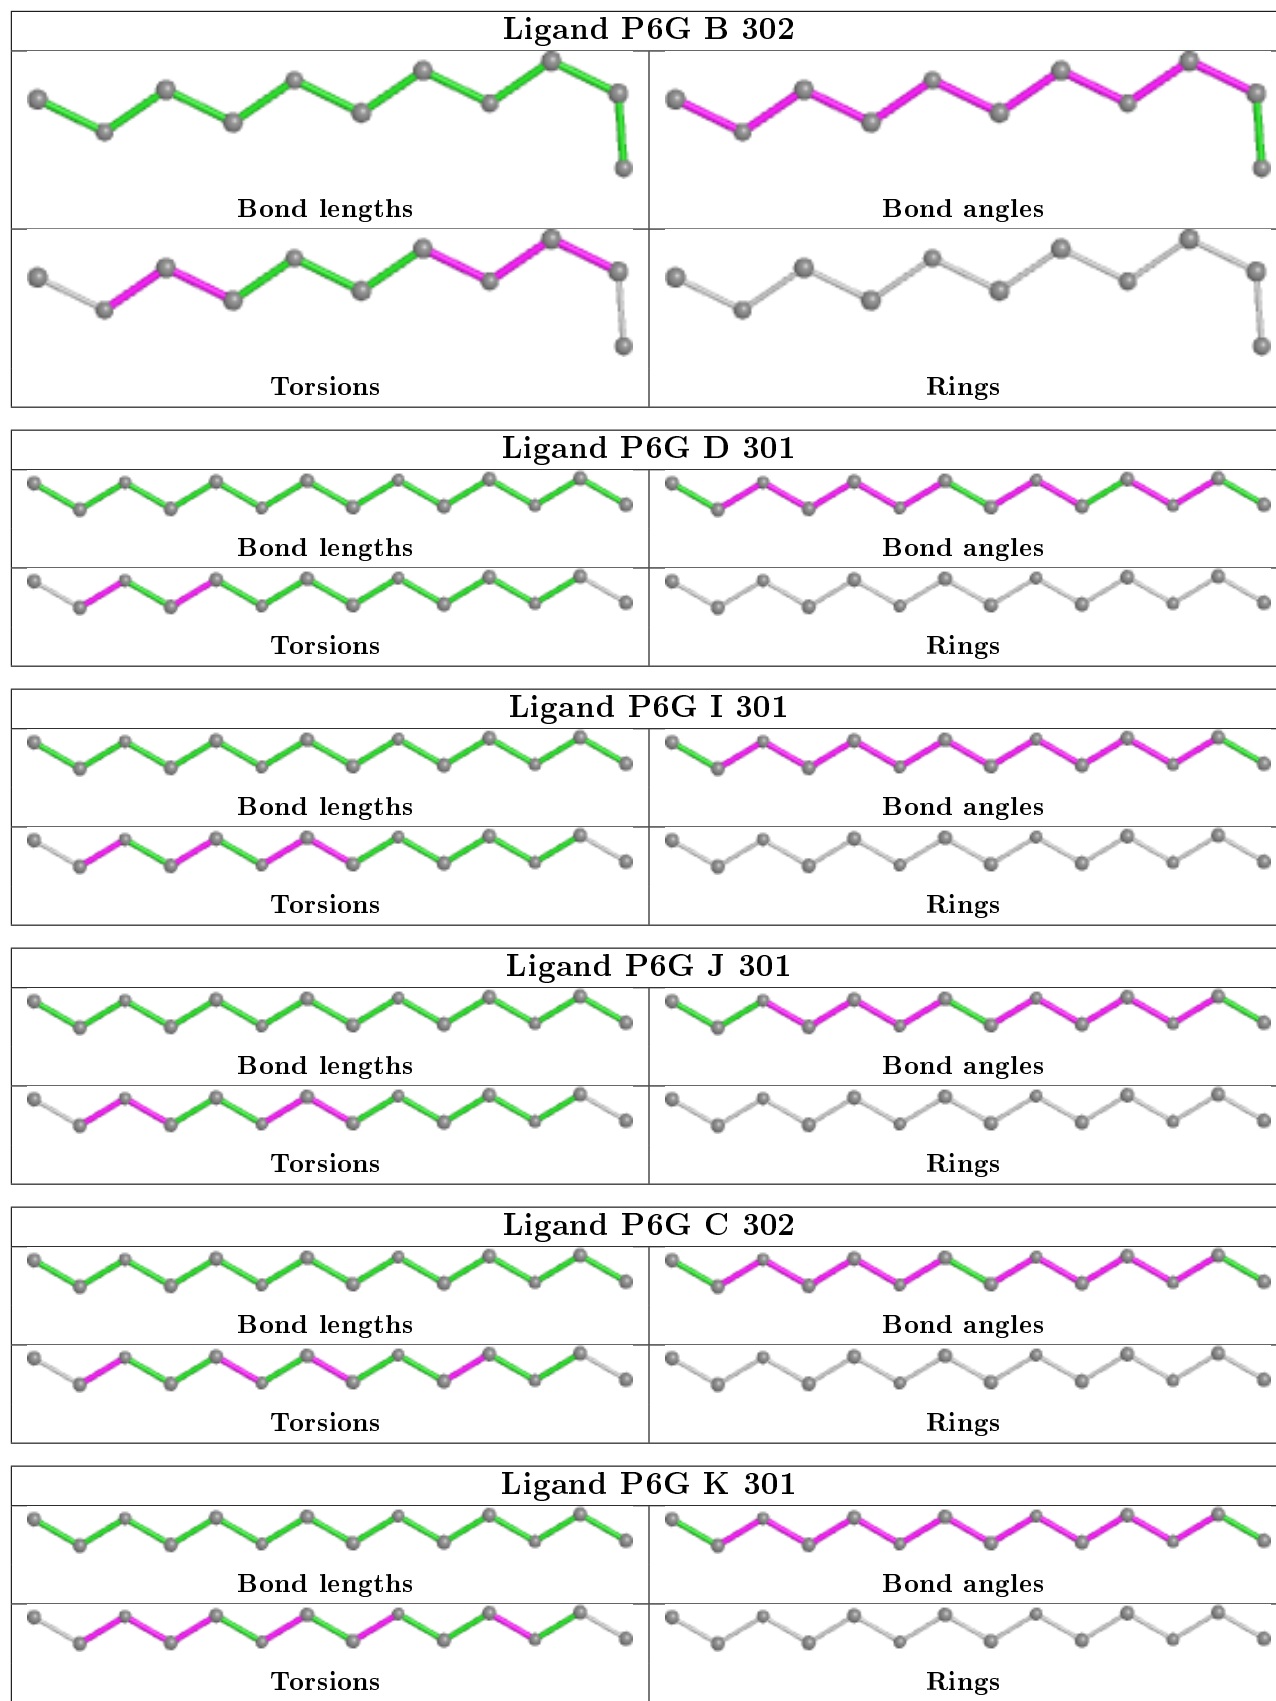 Ligand P6G B 302
Bond lengths
Bond angles
Torsions
Rings
Ligand P6G D 301
Bond lengths
Bond angles
Torsions
Rings
Ligand P6G I 301
Bond lengths
Bond angles
Torsions
Rings
Ligand P6G J 301
Bond lengths
Bond angles
Torsions
Rings
Ligand P6G C 302
Bond lengths
Bond angles
Torsions
Rings
Ligand P6G K 301
Bond lengths
Bond angles
Torsions
Rings